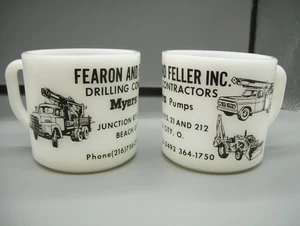 FEARON AND
DRILLING CO
Myers
JUNCTION
BEACH
Phone(216)
D FELLER INC.
CONTRACTORS
Pumps
21 AND 212
CITY, O.
2493 364-1750